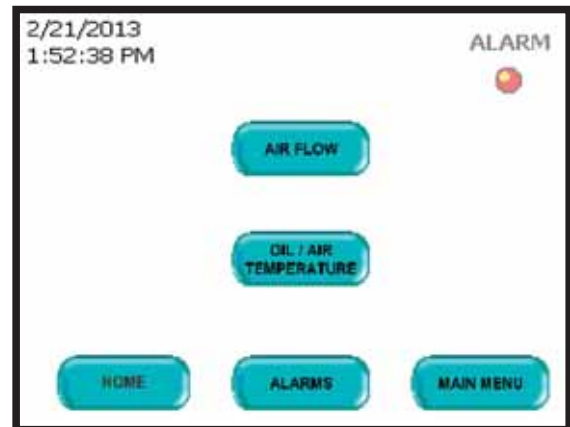 2/21/2013
1:52:38 PM
ALARM
AIR FLOW
OIL / AIR
TEMPERATURE
HOME
ALARMS
MAIN MENU